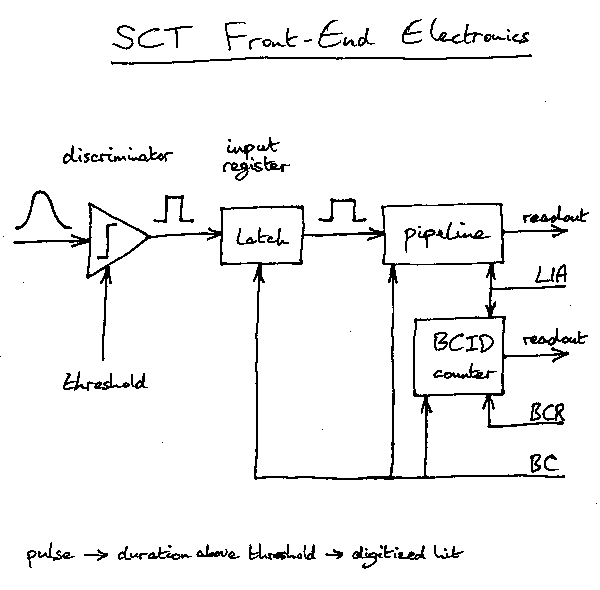 SCT Front-End Electronics
discriminator
input
register
latch
pipeline
readout
L1A
BCID
counter
readout
threshold
BCR
BC
pulse → duration above threshold → digitized hit